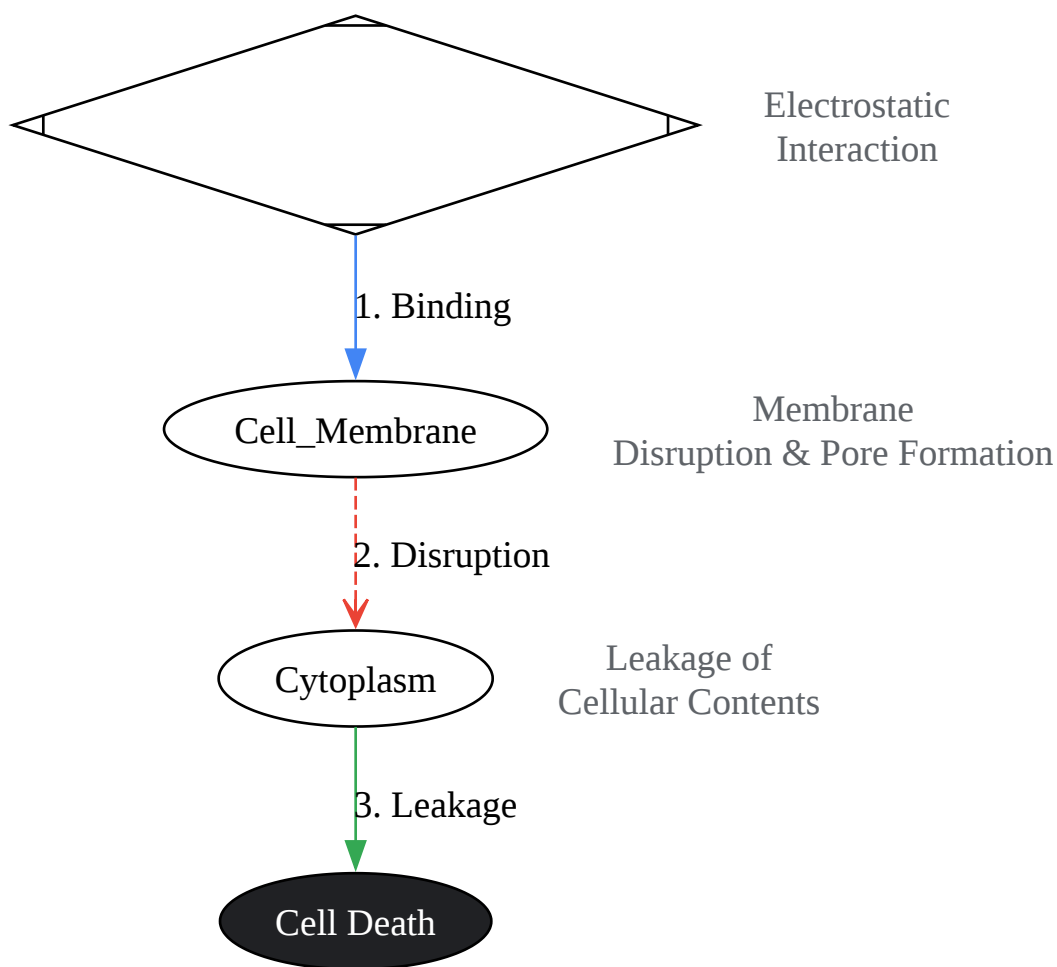 Electrostatic
Interaction
1. Binding
Cell_Membrane
Membrane
Disruption & Pore Formation
2. Disruption
Cytoplasm
Leakage of
Cellular Contents
3. Leakage
Cell Death